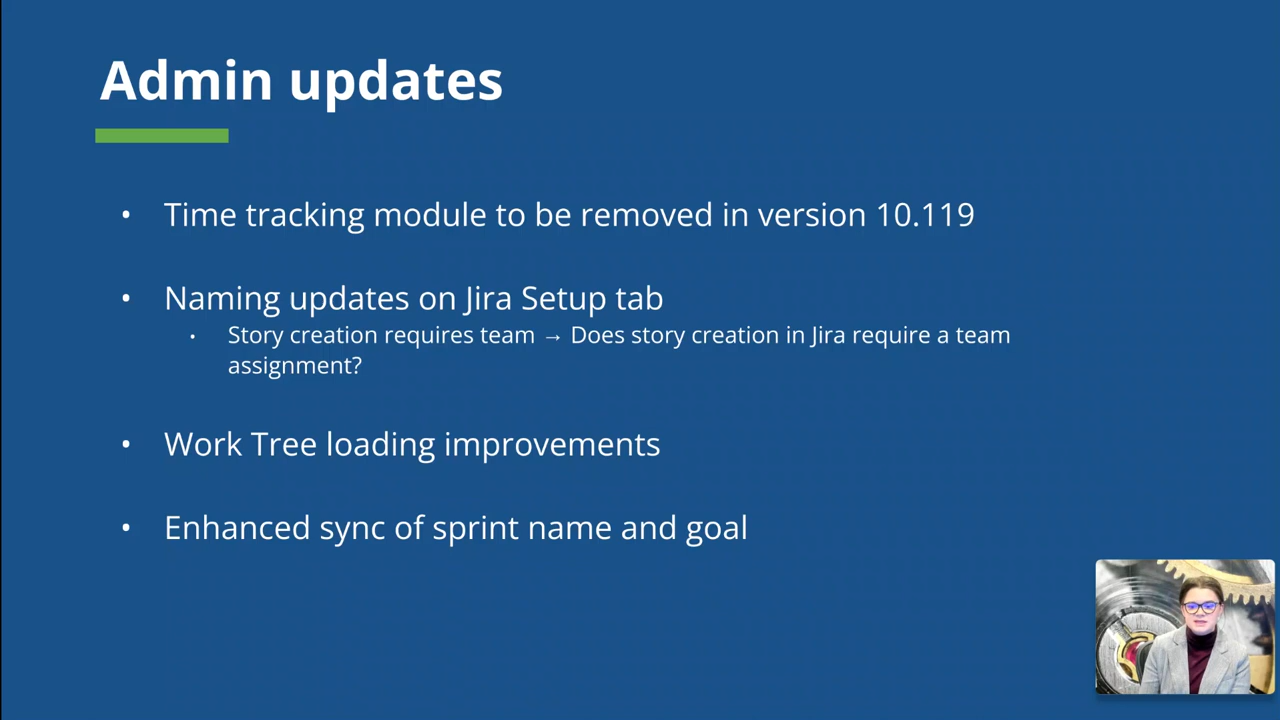 Admin updates
• Time tracking module to be removed in version 10.119
• Naming updates on Jira Setup tab
• Story creation requires team → Does story creation in Jira require a team
assignment?
• Work Tree loading improvements
• Enhanced sync of sprint name and goal